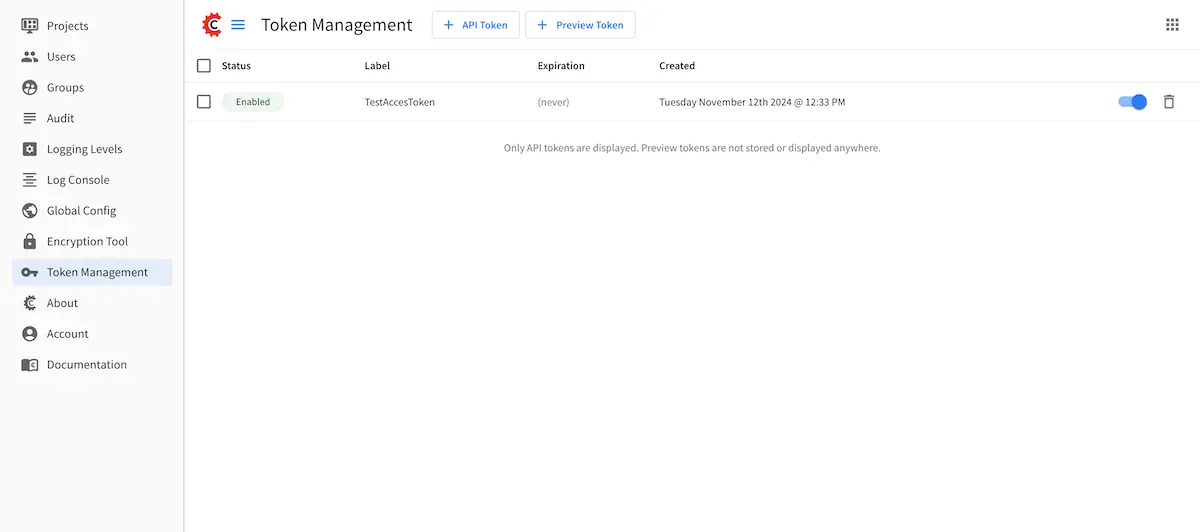 Projects
Users
Groups
Audit
Logging Levels
Log Console
Global Config
Encryption Tool
Token Management
About
Account
Documentation
Token Management
API Token
Preview Token
Status Label Expiration Created
Enabled TestAccesToken (never) Tuesday November 12th 2024 @ 12:33 PM
Only API tokens are displayed. Preview tokens are not stored or displayed anywhere.